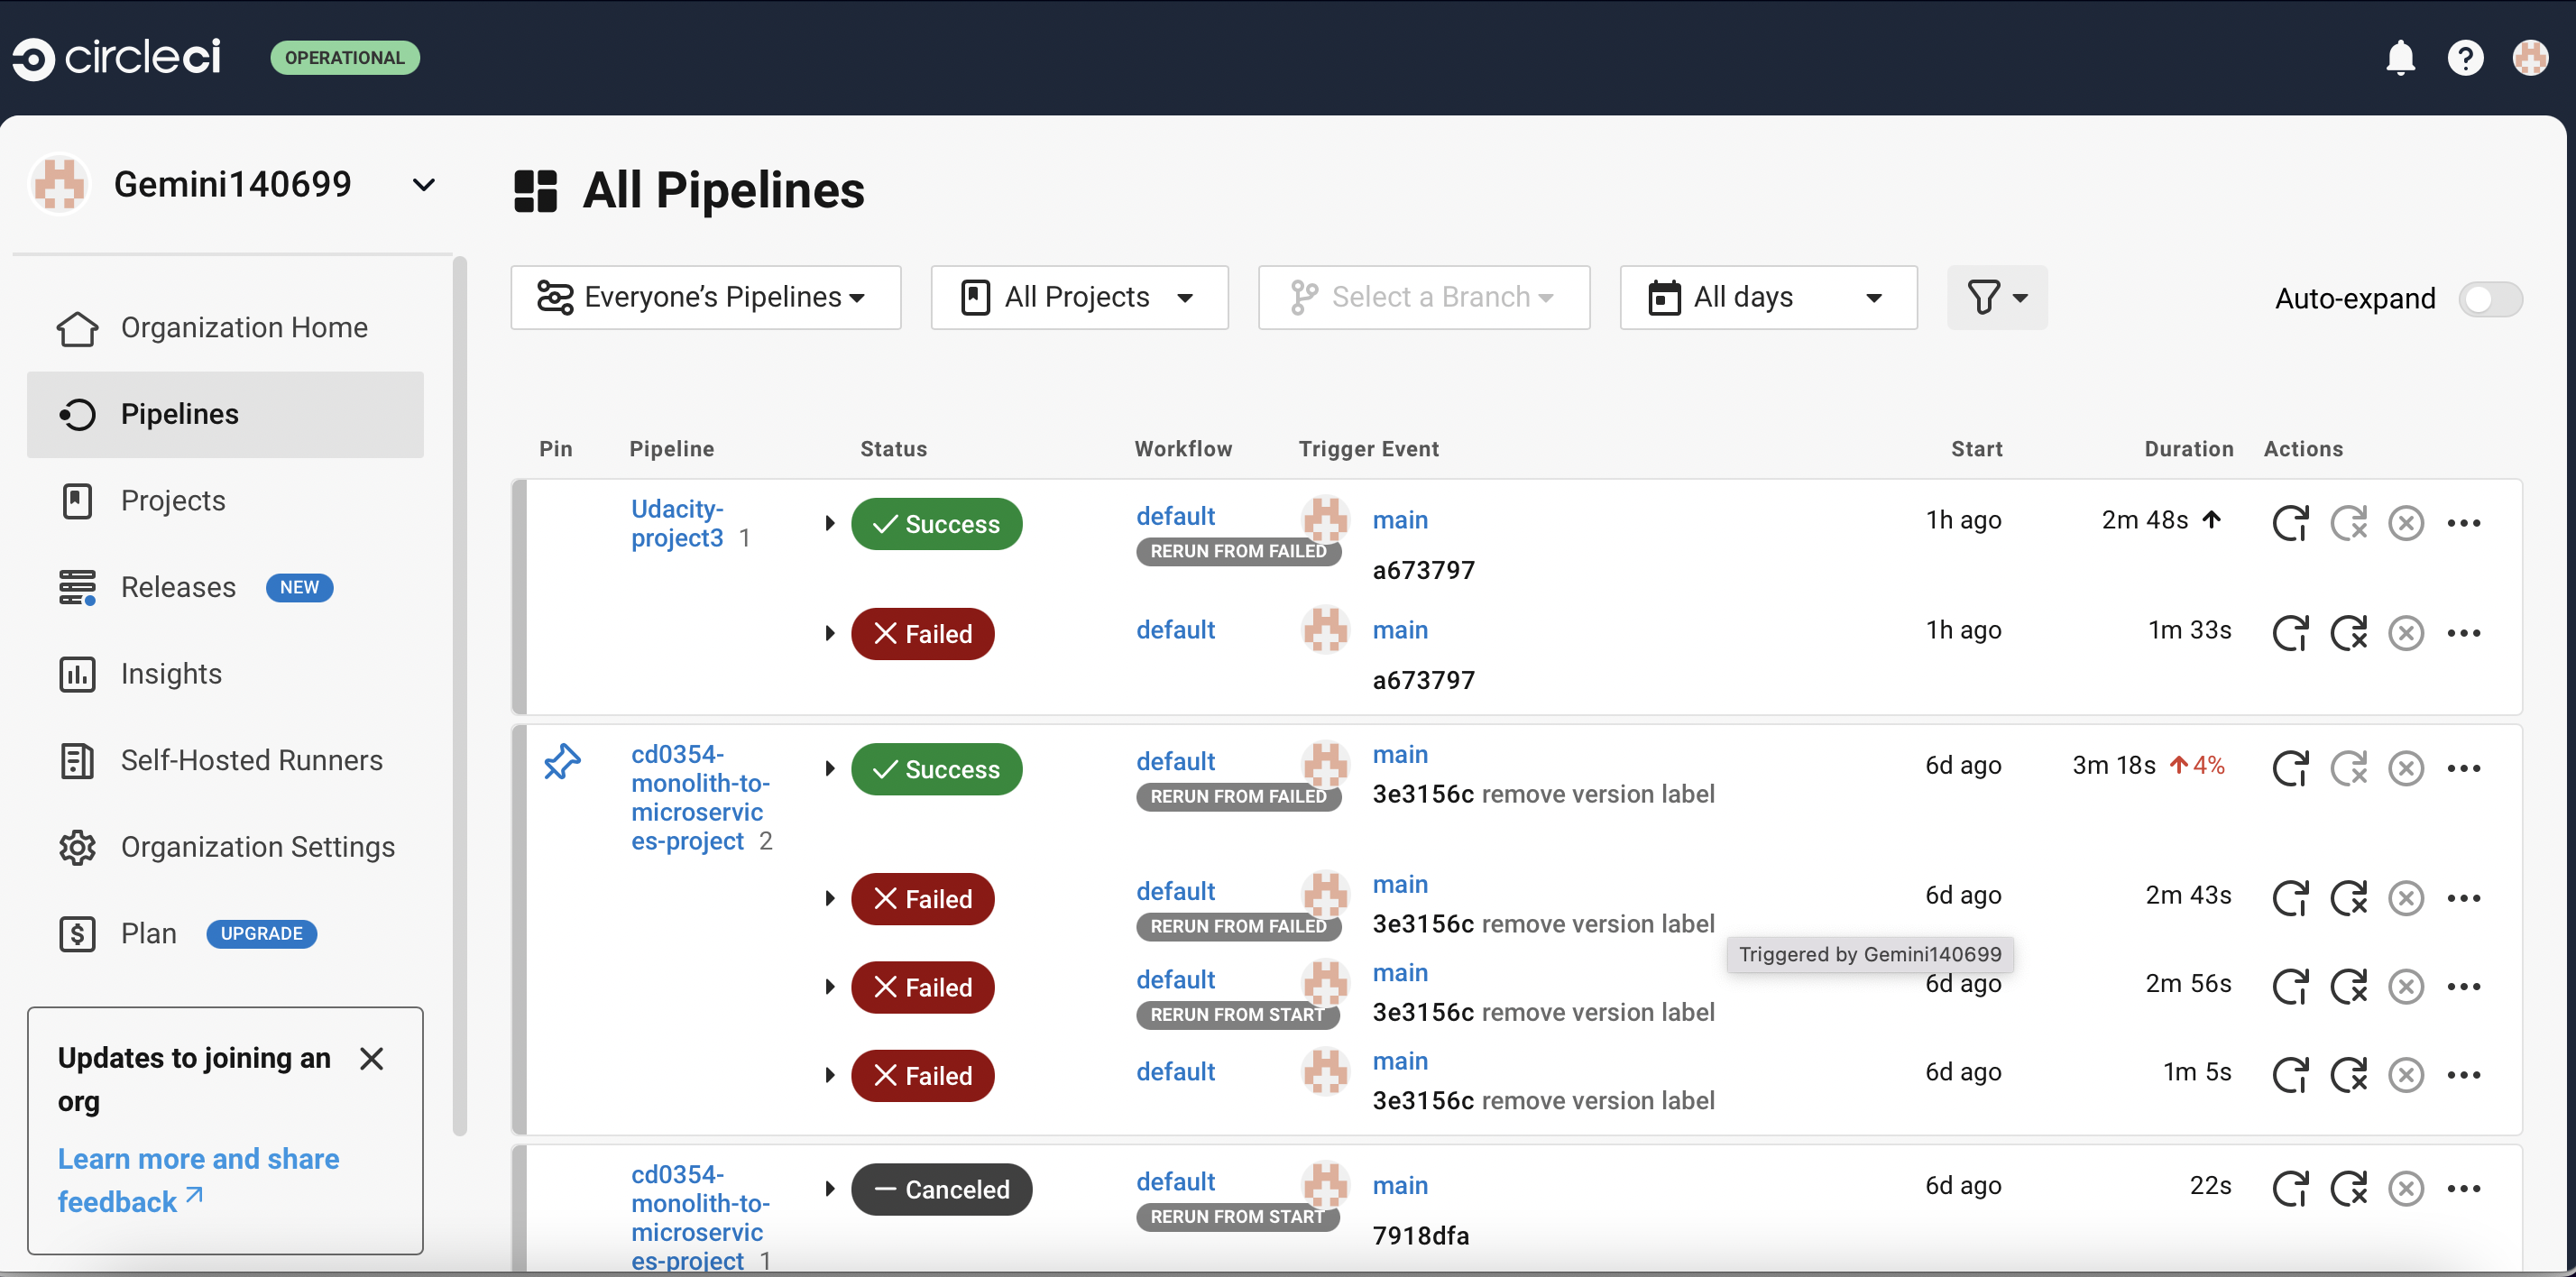 circleci
OPERATIONAL
Gemini140699
Organization Home
Pipelines
Projects
Releases NEW
Insights
Self-Hosted Runners
Organization Settings
Plan UPGRADE
Updates to joining an
org
Learn more and share
feedback
All Pipelines
Everyone’s Pipelines
All Projects
Select a Branch
All days
Auto-expand
Pin Pipeline Status Workflow Trigger Event Start Duration Actions
Udacity-
project3 1
Success
default
RERUN FROM FAILED
main
a673797
1h ago
2m 48s
Failed
default
main
a673797
1h ago
1m 33s
cd0354-
monolith-to-
microservic
es-project 2
Success
default
RERUN FROM FAILED
main
3e3156c remove version label
6d ago
3m 18s 4%
Failed
default
RERUN FROM FAILED
main
3e3156c remove version label
6d ago
2m 43s
Triggered by Gemini140699
Failed
default
RERUN FROM START
main
3e3156c remove version label
6d ago
2m 56s
Failed
default
main
3e3156c remove version label
6d ago
1m 5s
cd0354-
monolith-to-
microservic
es-project 1
Canceled
default
RERUN FROM START
main
7918dfa
6d ago
22s